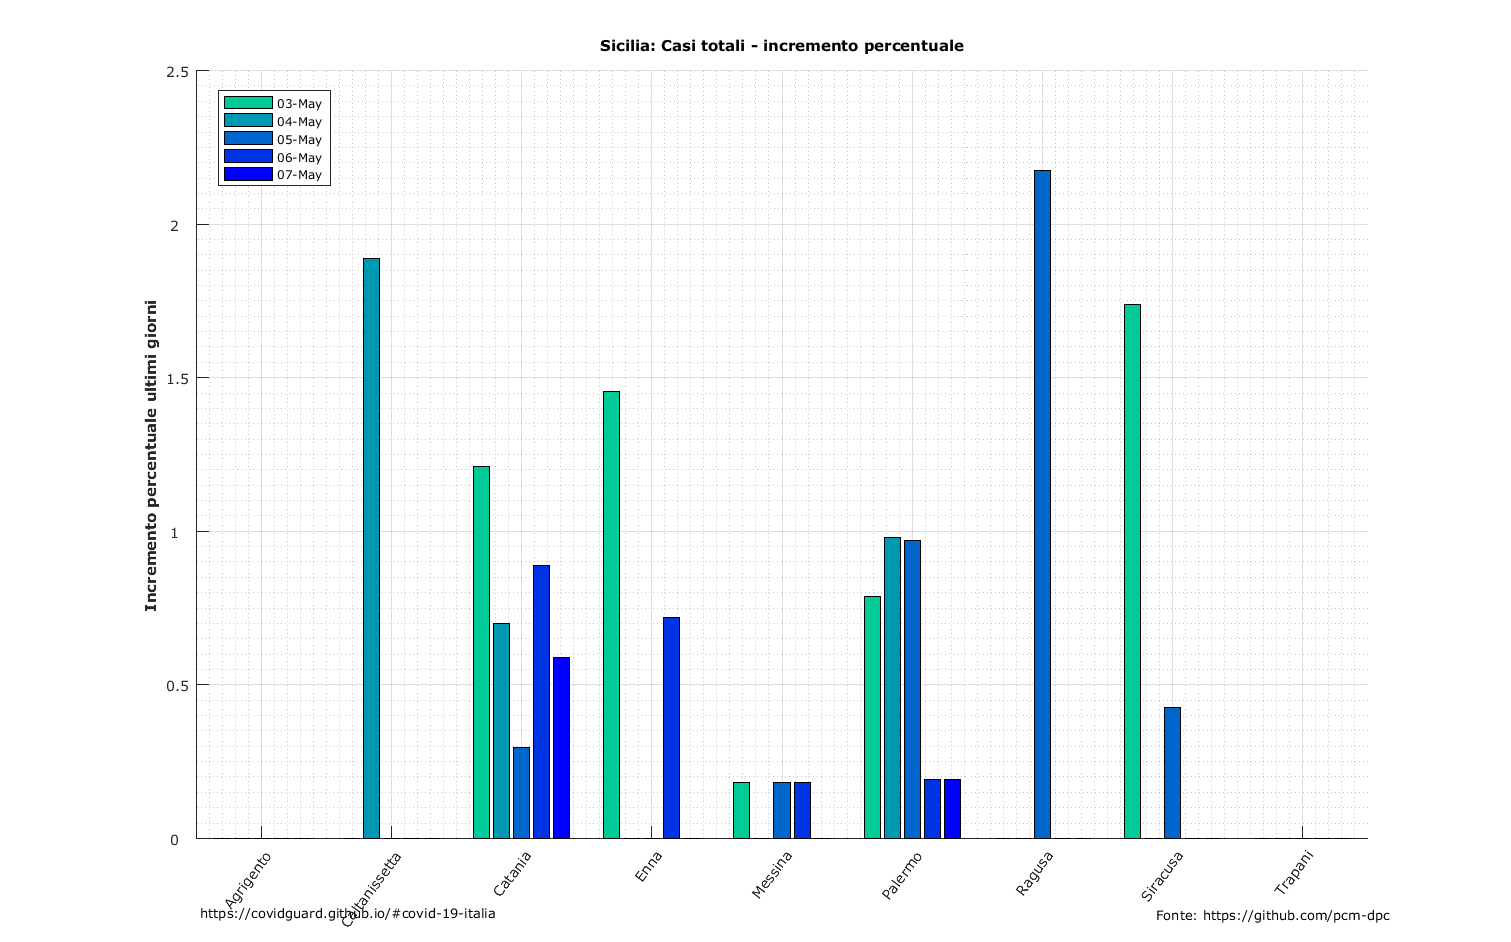 Sicilia: Casi totali - incremento percentuale
2.5
2
1.5
1
0.5
0
Incremento percentuale ultimi giorni
03-May
04-May
05-May
06-May
07-May
Agrigento
Caltanissetta
Catania
Enna
Messina
Palermo
Ragusa
Siracusa
Trapani
https://covidguard.github.io/#covid-19-italia
Fonte: https://github.com/pcm-dpc